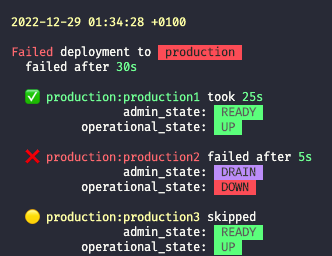 2022-12-29 01:34:28 +0100
Failed deployment to production
failed after 30s
✅ production:production1 took 25s
admin_state: READY
operational_state: UP
❌ production:production2 failed after 5s
admin_state: DRAIN
operational_state: DOWN
🟡 production:production3 skipped
admin_state: READY
operational_state: UP